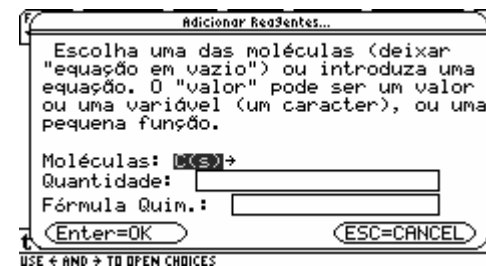 Adicionar Reagentes...
Escolha uma das moléculas (deixar
"equação em vazio") ou introduza uma
equação. O "valor" pode ser um valor
ou uma variável (um caracter), ou uma
pequena função.
Moléculas: C(s)→
Quantidade:
Fórmula Quim.:
Enter=OK ESC=CANCEL
USE ← AND → TO OPEN CHOICES